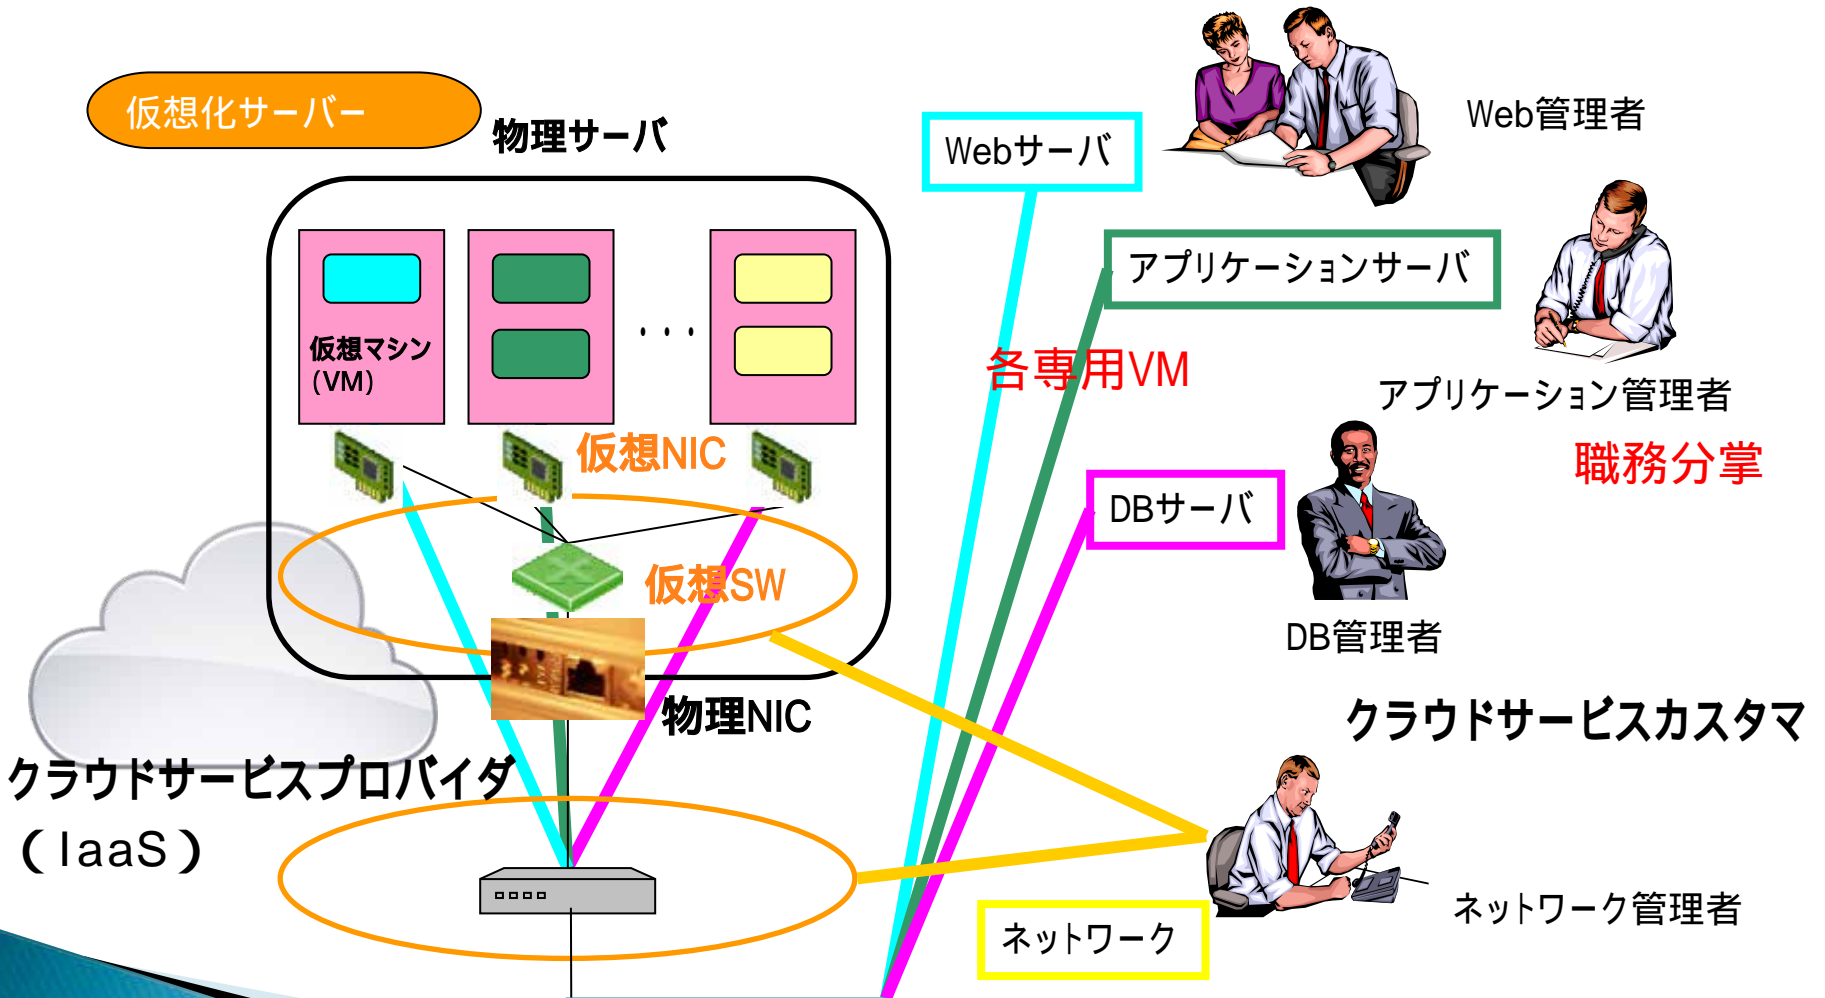 仮想化サーバー
物理サーバ
Webサーバ
Web管理者
アプリケーションサーバ
仮想マシン
(VM)
・・・
各専用VM
アプリケーション管理者
仮想NIC
職務分掌
DBサーバ
仮想SW
DB管理者
物理NIC
クラウドサービスカスタマ
クラウドサービスプロバイダ
(IaaS)
ネットワーク
ネットワーク管理者